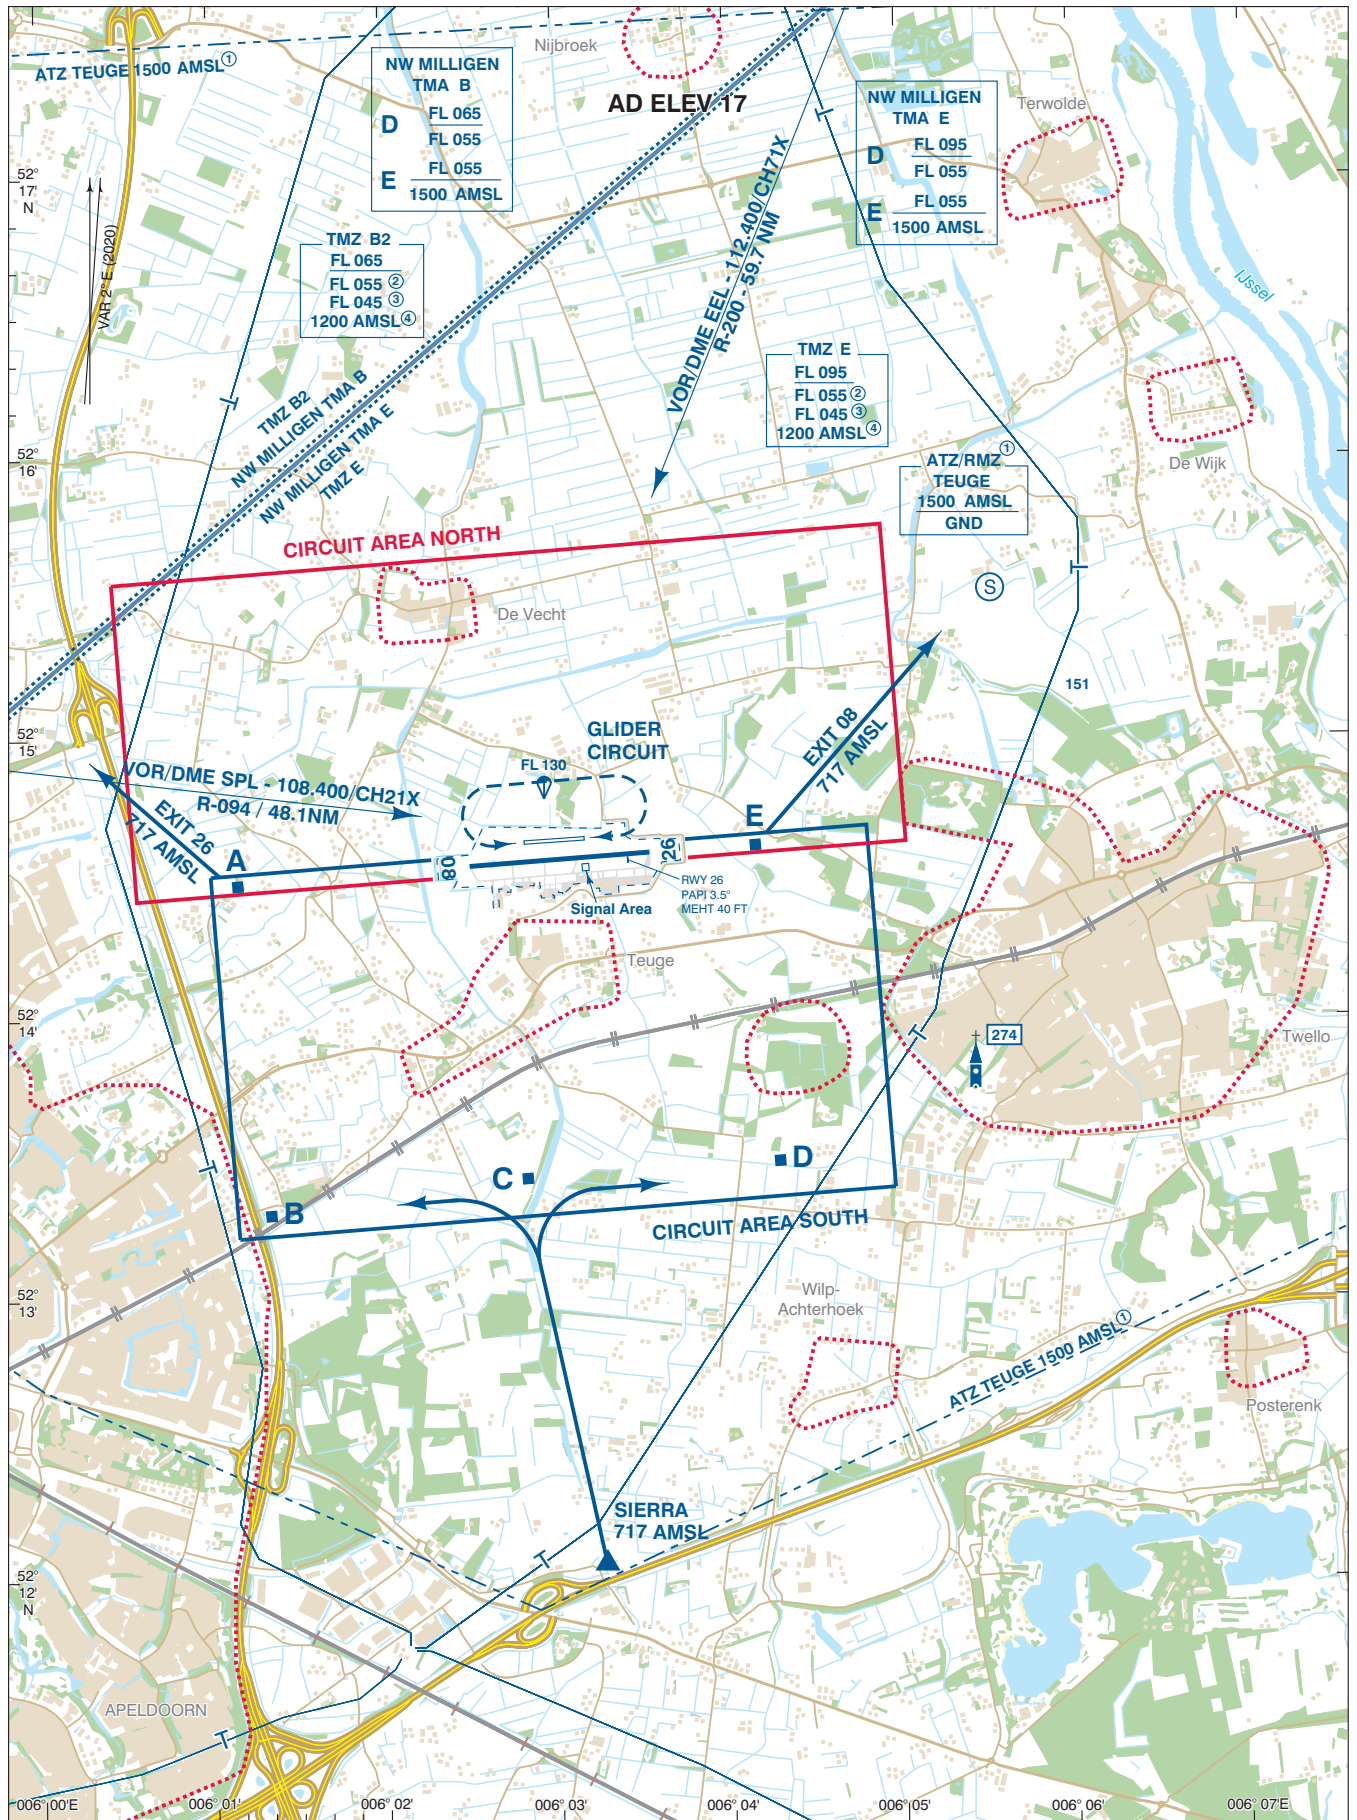 Nijbroek
ATZ TEUGE 1500 AMSL①
NW MILLIGEN
TMA B
D FL 065
FL 055
E FL 055
1500 AMSL
AD ELEV 17
NW MILLIGEN
TMA E
D FL 095
FL 055
E FL 055
1500 AMSL
Terwolde
52°
17'
N
VAR 2° E (2020)
TMZ B2
FL 065
FL 055 ②
FL 045 ③
1200 AMSL④
VOR/DME EEL - 112.400/CH71X
R-200 - 59.7 NM
IJssel
TMZ E
FL 095
FL 055②
FL 045③
1200 AMSL④
TMZ B2
NW MILLIGEN TMA B
NW MILLIGEN TMA E
TMZ E
52°
16'
ATZ/RMZ①
TEUGE
1500 AMSL
GND
De Wijk
CIRCUIT AREA NORTH
S
De Vecht
151
52°
15'
GLIDER
CIRCUIT
FL 130
EXIT 08
717 AMSL
VOR/DME SPL - 108.400/CH21X
R-094 / 48.1NM
EXIT 26
717 AMSL
A
E
08
26
RWY 26
PAPI 3.5°
MEHT 40 FT
Signal Area
Teuge
52°
14'
274
Twello
C
D
B
CIRCUIT AREA SOUTH
52°
13'
Wilp-
Achterhoek
ATZ TEUGE 1500 AMSL①
Posterenk
SIERRA
717 AMSL
52°
12'
N
APELDOORN
006° 00'E
006° 01'
006° 02'
006° 03'
006° 04'
006°05'
006° 06'
006° 07'E